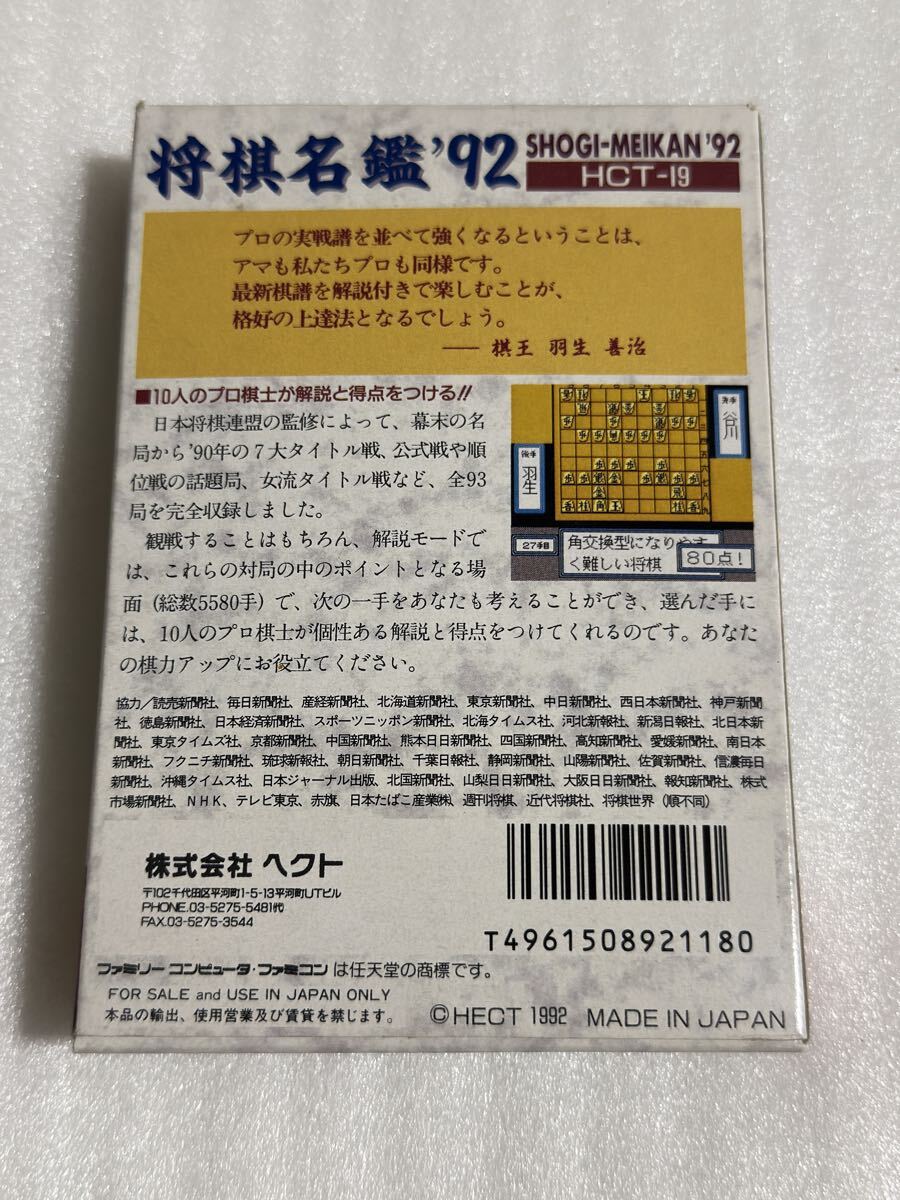 将棋名鑑'92
SHOGI-MEIKAN'92
HCT-19
プロの実戦譜を並べて強くなるということは、
アマも私たちプロも同様です。
最新棋譜を解説付きで楽しむことが、
格好の上達法となるでしょう。
── 棋王 羽生 善治
■10人のプロ棋士が解説と得点をつける!!
日本将棋連盟の監修によって、幕末の名
局から'90年の7大タイトル戦、公式戦や順
位戦の話題局、女流タイトル戦など、全93
局を完全収録しました。
観戦することはもちろん、解説モードで
は、これらの対局の中のポイントとなる場
面(総数5580手)で、次の一手をあなたも考えることができ、選んだ手に
は、10人のプロ棋士が個性ある解説と得点をつけてくれるのです。あなた
の棋力アップにお役立てください。
先手
谷川
後手
羽生
27手目
角交換型になりやす
く難しい将棋
80点!
協力/読売新聞社、毎日新聞社、産経新聞社、北海道新聞社、東京新聞社、中日新聞社、西日本新聞社、神戸新聞
社、徳島新聞社、日本経済新聞社、スポーツニッポン新聞社、北海タイムス社、河北新報社、新潟日報社、北日本新
聞社、東京タイムズ社、京都新聞社、中国新聞社、熊本日日新聞社、四国新聞社、高知新聞社、愛媛新聞社、南日本
新聞社、フクニチ新聞社、琉球新報社、朝日新聞社、千葉日報社、静岡新聞社、山陽新聞社、佐賀新聞社、信濃毎日
新聞社、沖縄タイムス社、日本ジャーナル出版、北国新聞社、山梨日日新聞社、大阪日日新聞社、報知新聞社、株式
市場新聞社、NHK、テレビ東京、赤旗、日本たばこ産業㈱、週刊将棋、近代将棋社、将棋世界(順不同)
株式会社 ヘクト
〒102千代田区平河町1-5-13平河町UTビル
PHONE.03-5275-5481代
FAX.03-5275-3544
T4961508921180
ファミリーコンピュータ・ファミコンは任天堂の商標です。
FOR SALE and USE IN JAPAN ONLY
本品の輸出、使用営業及び賃貸を禁じます。
©HECT 1992 MADE IN JAPAN